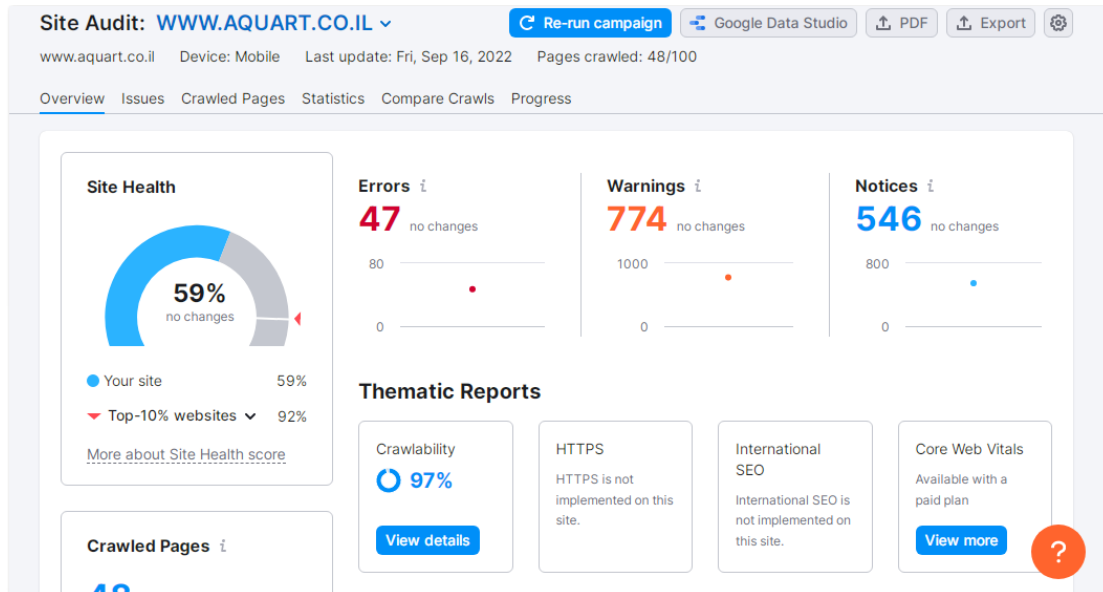 Site Audit: WWW.AQUART.CO.IL
Re-run campaign
Google Data Studio
PDF
Export
www.aquart.co.il Device: Mobile Last update: Fri, Sep 16, 2022 Pages crawled: 48/100
Overview Issues Crawled Pages Statistics Compare Crawls Progress
Site Health
59%
no changes
Your site 59%
Top-10% websites 92%
More about Site Health score
Errors i
47 no changes
80
0
Warnings i
774 no changes
1000
0
Notices i
546 no changes
800
0
Thematic Reports
Crawlability
97%
View details
HTTPS
HTTPS is not
implemented on this
site.
International
SEO
International SEO is
not implemented on
this site.
Core Web Vitals
Available with a
paid plan
View more
?
Crawled Pages i
48